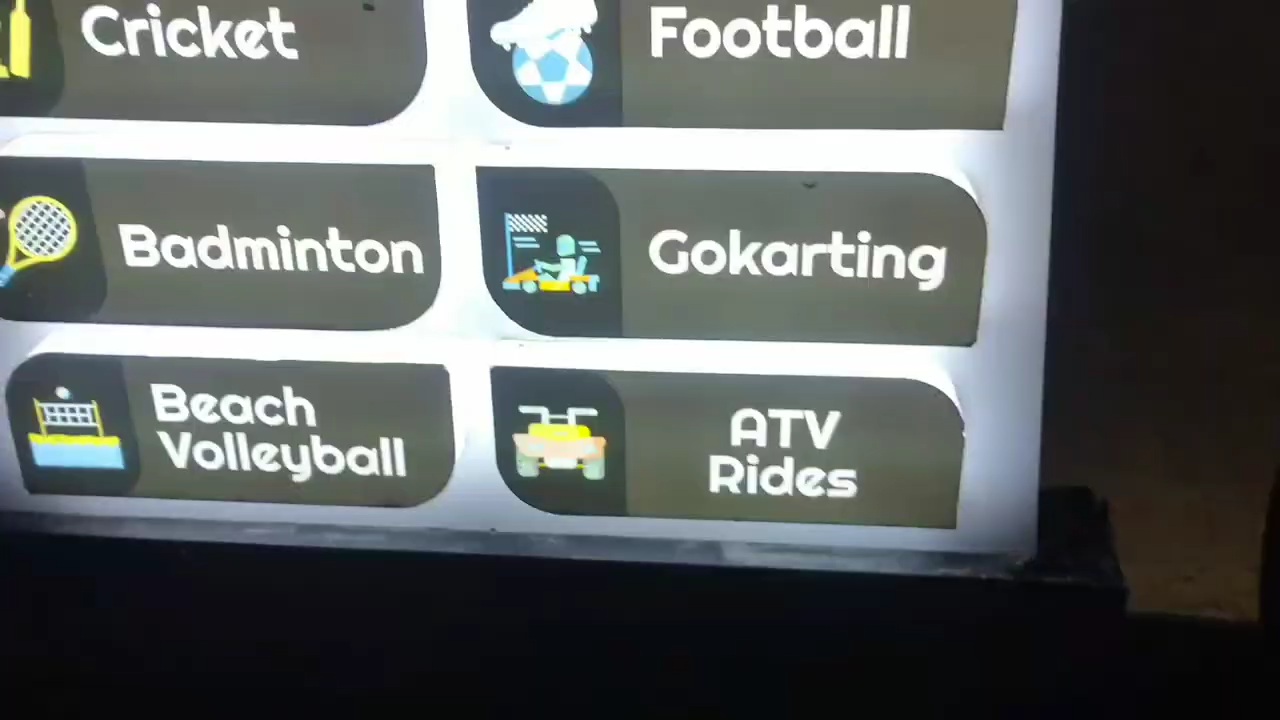 Cricket
Football
Badminton
Gokarting
Beach
Volleyball
ATV
Rides